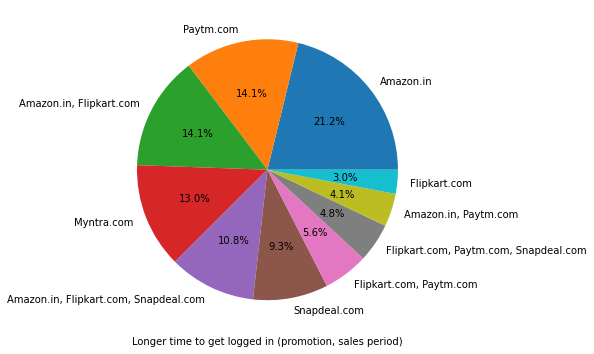 Paytm.com
Amazon.in
Amazon.in, Flipkart.com
14.1%
21.2%
14.1%
3.0%
Flipkart.com
4.1%
Amazon.in, Paytm.com
13.0%
4.8%
Myntra.com
5.6%
10.8%
9.3%
Flipkart.com, Paytm.com, Snapdeal.com
Flipkart.com, Paytm.com
Amazon.in, Flipkart.com, Snapdeal.com
Snapdeal.com
Longer time to get logged in (promotion, sales period)